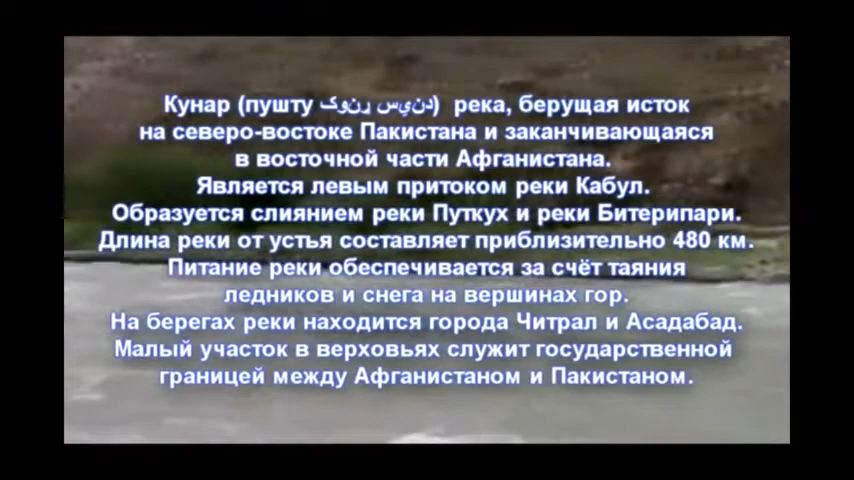 Кунар (пушту کوونړ سيند) река, берущая исток
на северо-востоке Пакистана и заканчивающаяся
в восточной части Афганистана.
Является левым притоком реки Кабул.
Образуется слиянием реки Путкух и реки Битерипари.
Длина реки от устья составляет приблизительно 480 км.
Питание реки обеспечивается за счёт таяния
ледников и снега на вершинах гор.
На берегах реки находится города Читрал и Асадабад.
Малый участок в верховьях служит государственной
границей между Афганистаном и Пакистаном.